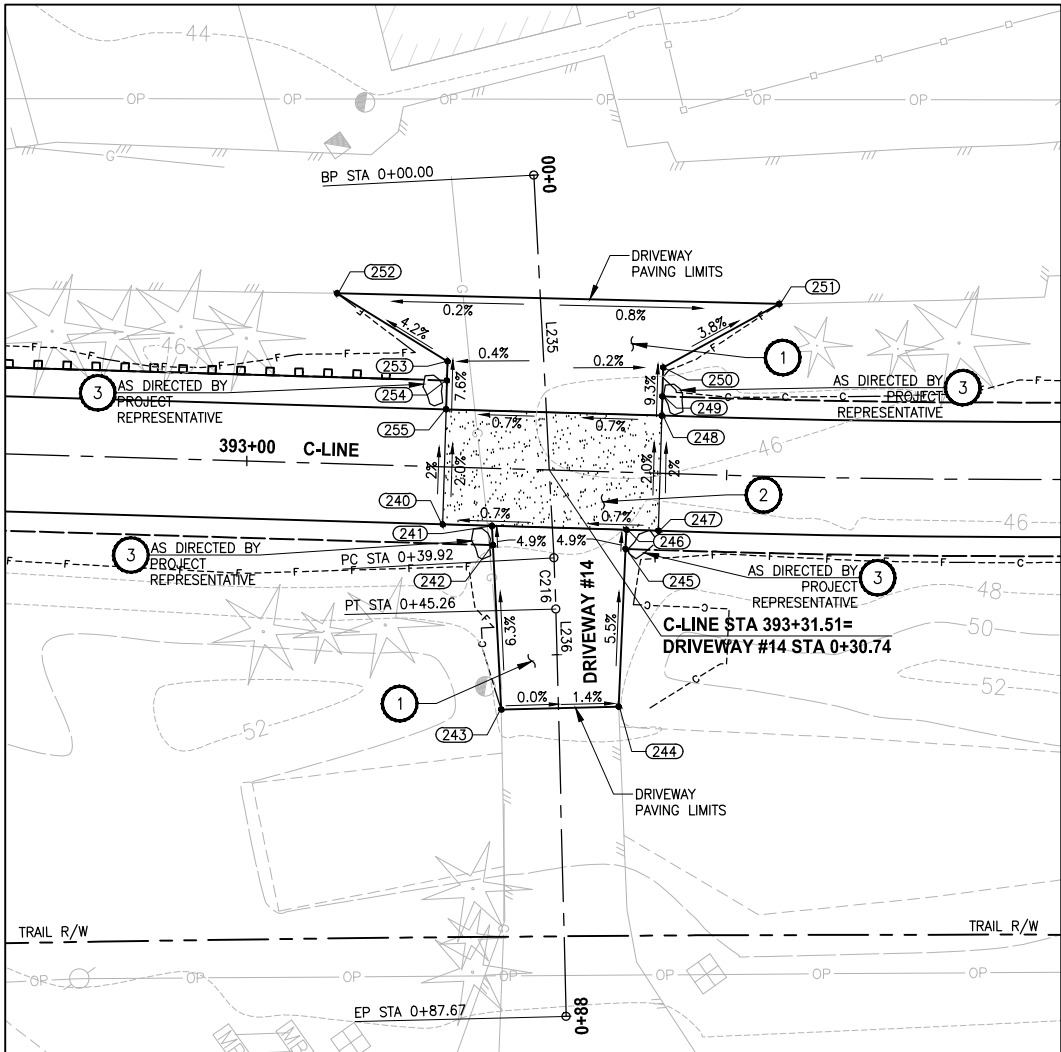 44
OP OP OP OP OP OP
G
BP STA 0+00.00
0+00
252
DRIVEWAY
PAVING LIMITS
251
G
L235
0.2%
0.8%
4.2%
3.8%
F
F
46
F F F
253
0.4%
0.2%
1
250
3
AS DIRECTED BY
PROJECT
REPRESENTATIVE
254
7.6%
9.3%
AS DIRECTED BY
PROJECT
REPRESENTATIVE
3
F
C C C
249
255
0.7%
0.7%
248
393+00 C-LINE
2%
2.0%
2.0%
2%
46
46
240
2
247
241
0.7%
0.7%
246
3
AS DIRECTED BY
PROJECT
REPRESENTATIVE
4.9% 4.9%
PC STA 0+39.92
242
245
AS DIRECTED BY
PROJECT
REPRESENTATIVE
3
F F F F
F F F
48
C216
PT STA 0+45.26
L236
DRIVEWAY #14
C-LINE STA 393+31.51=
DRIVEWAY #14 STA 0+30.74
C C
C
C
50
52
6.3%
5.5%
F
C
1
0.0%
1.4%
52
243
244
DRIVEWAY
PAVING LIMITS
TRAIL R/W
TRAIL R/W
G
OP OP OP OP OP OP OP
EP STA 0+87.67
0+88